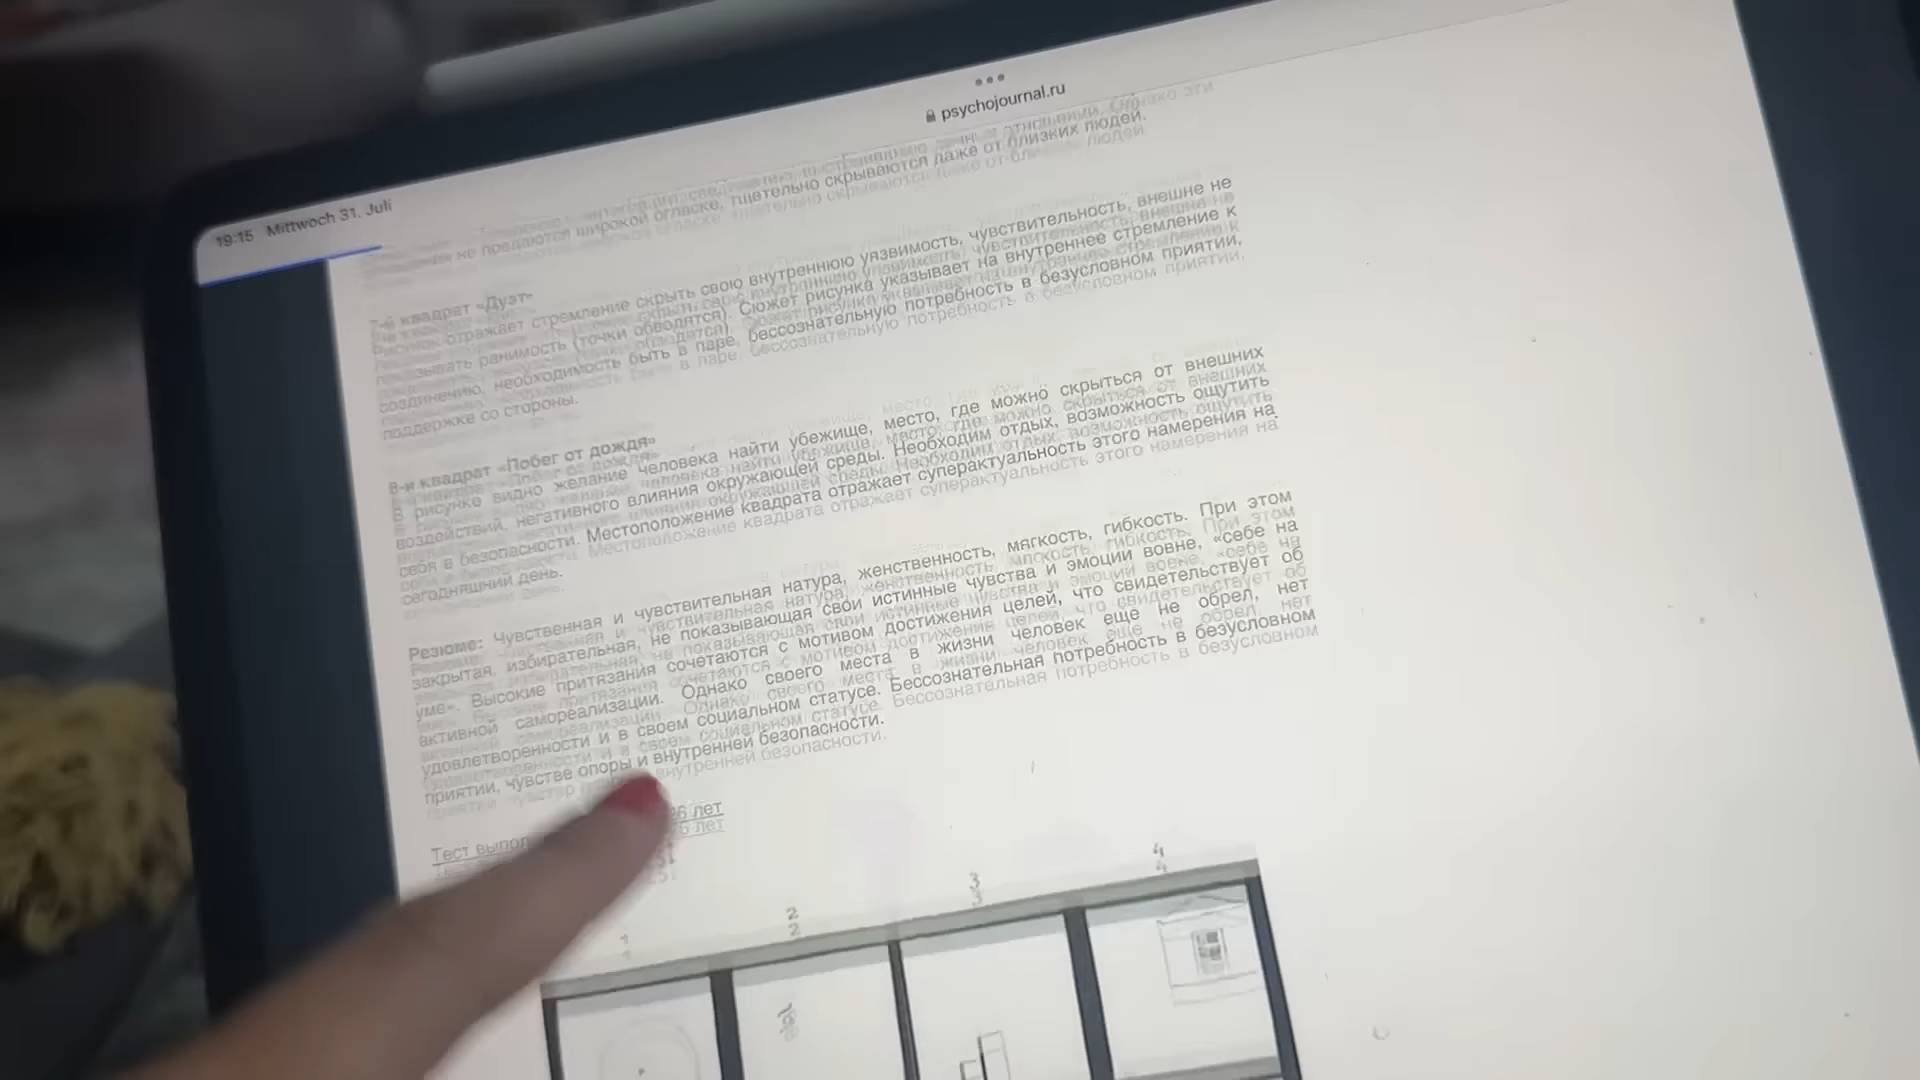 19:15 Mittwoch 31. Juli
psychojournal.ru
не предаются широкой огласке, тщательно скрываются даже от близких людей.
7-й квадрат «Дуэт»
Рисунок отражает стремление скрыть свою внутреннюю уязвимость, чувствительность, внешне не
показывать ранимость (точки обводятся). Сюжет рисунка указывает на внутреннее стремление к
соединению, необходимость быть в паре, бессознательную потребность в безусловном приятии,
поддержке со стороны.
8-й квадрат «Побег от дождя»
В рисунке видно желание человека найти убежище, место, где можно скрыться от внешних
воздействий, негативного влияния окружающей среды. Необходим отдых, возможность ощутить
себя в безопасности. Местоположение квадрата отражает суперактуальность этого намерения на
сегодняшний день.
Резюме: Чувственная и чувствительная натура, женственность, мягкость, гибкость. При этом
закрытая, избирательная, не показывающая свои истинные чувства и эмоции вовне, «себе на
уме». Высокие притязания сочетаются с мотивом достижения целей, что свидетельствует об
активной самореализации. Однако своего места в жизни человек еще не обрел, нет
удовлетворенности и в своем социальном статусе. Бессознательная потребность в безусловном
приятии, чувстве опоры и внутренней безопасности.
Тест выпол 26 лет
1 2 3 4